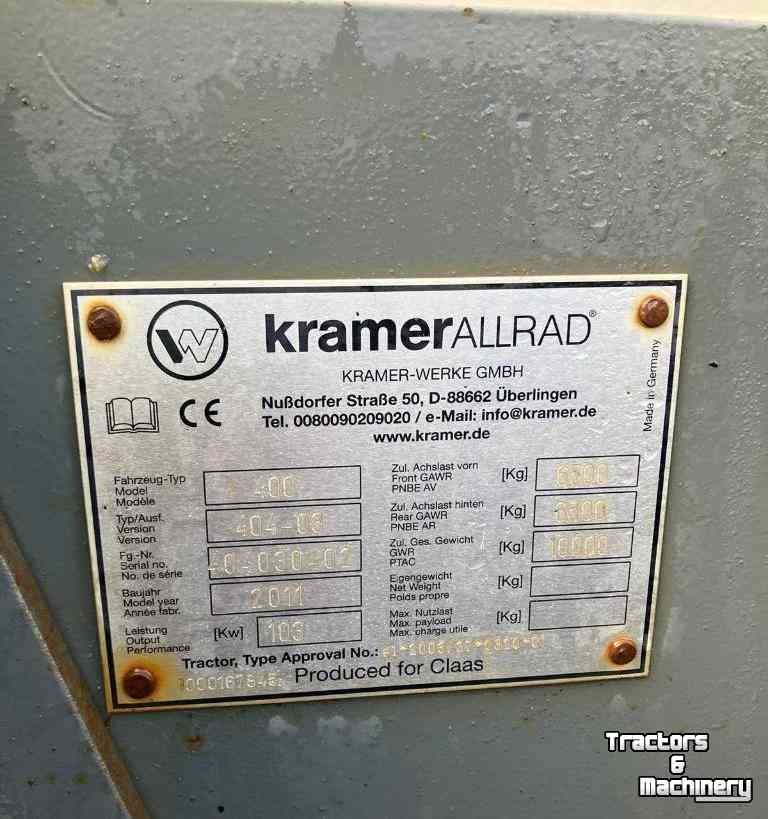 kramerALLRAD®
KRAMER-WERKE GMBH
Nußdorfer Straße 50, D-88662 Überlingen
Tel. 0080090209020 / e-Mail: info@kramer.de
www.kramer.de
CE
Made in Germany
Fahrzeug-Typ
Model
Modèle
400
Typ/Ausf.
Version
Version
404-03
Fg.-Nr.
Serial no.
No. de série
Baujahr
Model year
Année fabr.
2011
Leistung
Output
Performance
[Kw] 103
Zul. Achslast vorn
Front GAWR
PNBE AV
[Kg]
Zul. Achslast hinten
Rear GAWR
PNBE AR
[Kg]
Zul. Ges. Gewicht
GWR
PTAC
[Kg] 10000
Eigengewicht
Net Weight
Poids propre
[Kg]
Max. Nutzlast
Max. payload
Max. charge utile
[Kg]
Tractor, Type Approval No.:
Produced for Claas
Tractors
&
Machinery